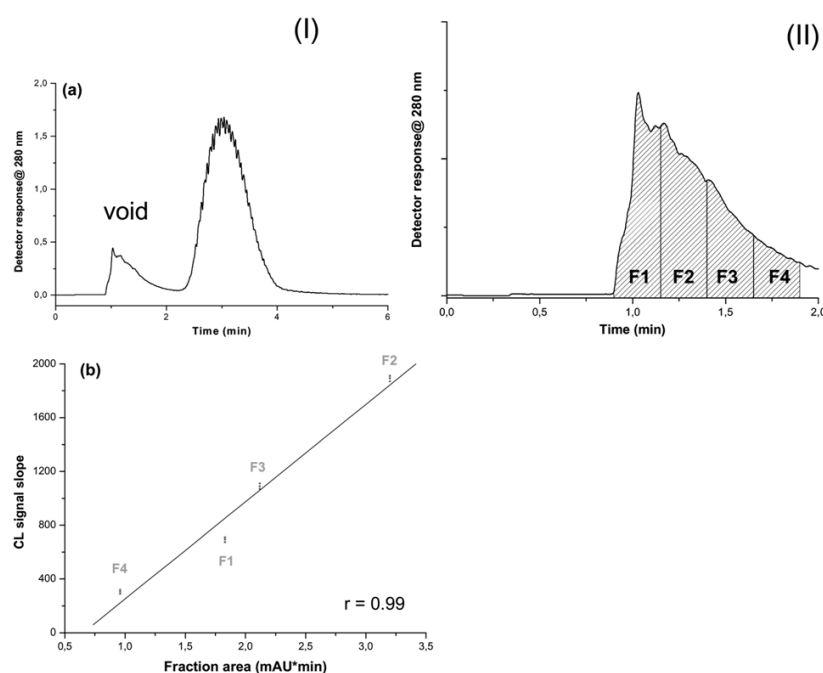 (I)
(II)
(a)
2,0
1,5
1,0
0,5
0,0
Detector response@ 280 nm
void
0
2
4
6
Time (min)
Detector response@ 280 nm
F1
F2
F3
F4
0,0
0,5
1,0
1,5
2,0
Time (min)
(b)
2000
1600
1200
800
400
0
CL signal slope
F2
F3
F1
F4
r = 0.99
0,5
1,0
1,5
2,0
2,5
3,0
3,5
Fraction area (mAU*min)